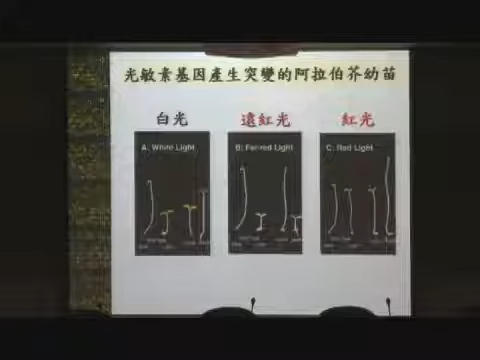 光敏素基因產生突變的阿拉伯芥幼苗
白光
遠紅光
紅光
A: White Light
B: Far-red Light
C: Red Light